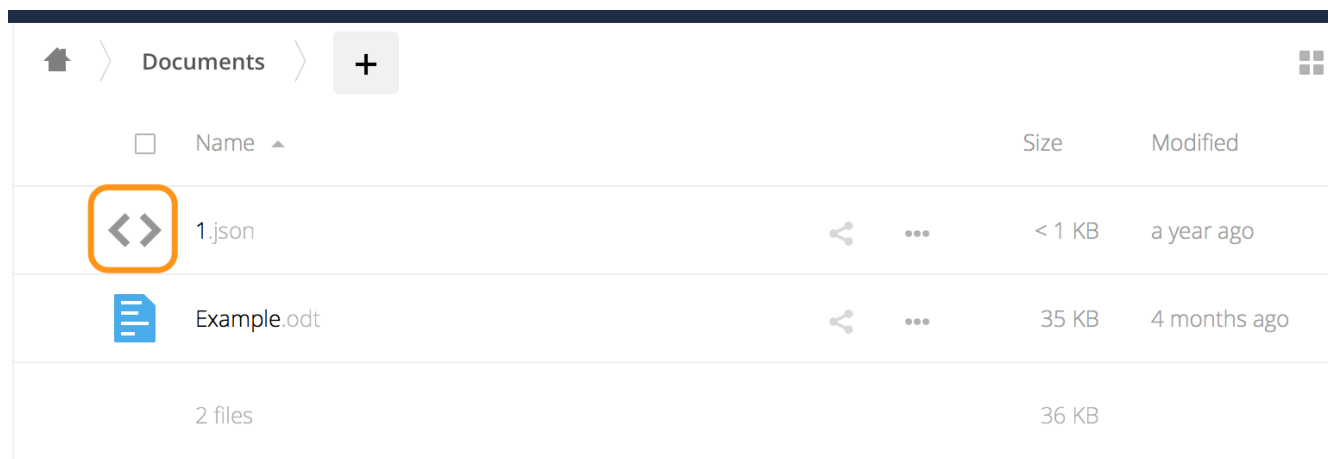 Documents +
Name Size Modified
1.json ••• < 1 KB a year ago
Example.odt ••• 35 KB 4 months ago
2 files 36 KB